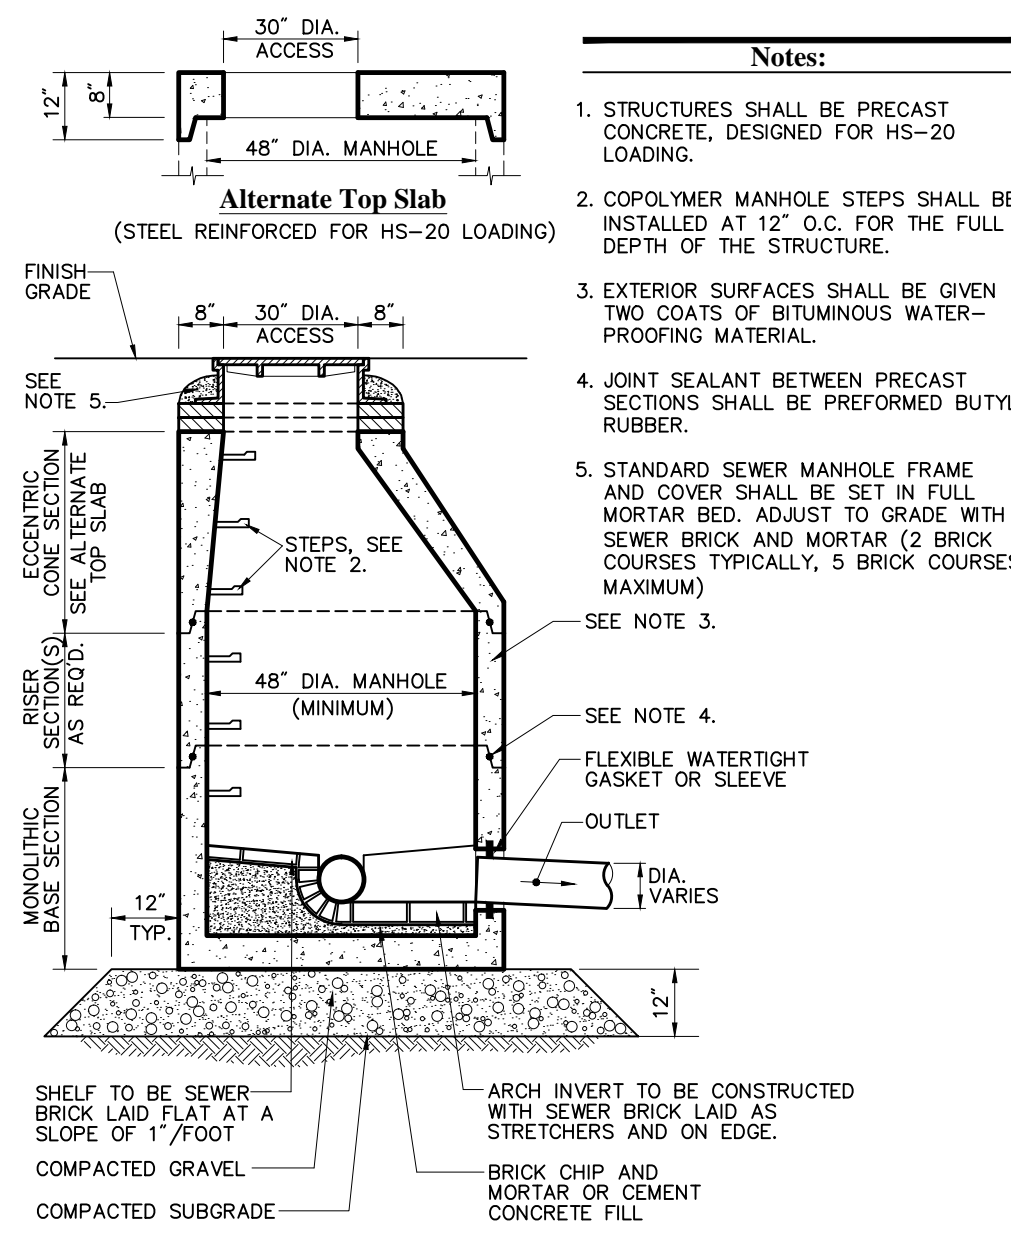 30" DIA.
ACCESS
12"
8"
48" DIA. MANHOLE
Alternate Top Slab
(STEEL REINFORCED FOR HS-20 LOADING)
FINISH
GRADE
8"
30" DIA.
ACCESS
8"
SEE
NOTE 5.
ECCENTRIC
CONE SECTION
SEE ALTERNATE
TOP SLAB
STEPS, SEE
NOTE 2.
RISER
SECTION(S)
AS REQ'D.
48" DIA. MANHOLE
(MINIMUM)
MONOLITHIC
BASE SECTION
12"
TYP.
SEE NOTE 3.
SEE NOTE 4.
FLEXIBLE WATERTIGHT
GASKET OR SLEEVE
OUTLET
DIA.
VARIES
12"
SHELF TO BE SEWER
BRICK LAID FLAT AT A
SLOPE OF 1"/FOOT
COMPACTED GRAVEL
COMPACTED SUBGRADE
ARCH INVERT TO BE CONSTRUCTED
WITH SEWER BRICK LAID AS
STRETCHERS AND ON EDGE.
BRICK CHIP AND
MORTAR OR CEMENT
CONCRETE FILL
Notes:
1. STRUCTURES SHALL BE PRECAST
CONCRETE, DESIGNED FOR HS-20
LOADING.
2. COPOLYMER MANHOLE STEPS SHALL BE
INSTALLED AT 12" O.C. FOR THE FULL
DEPTH OF THE STRUCTURE.
3. EXTERIOR SURFACES SHALL BE GIVEN
TWO COATS OF BITUMINOUS WATER-
PROOFING MATERIAL.
4. JOINT SEALANT BETWEEN PRECAST
SECTIONS SHALL BE PREFORMED BUTYL
RUBBER.
5. STANDARD SEWER MANHOLE FRAME
AND COVER SHALL BE SET IN FULL
MORTAR BED. ADJUST TO GRADE WITH
SEWER BRICK AND MORTAR (2 BRICK
COURSES TYPICALLY, 5 BRICK COURSES
MAXIMUM)